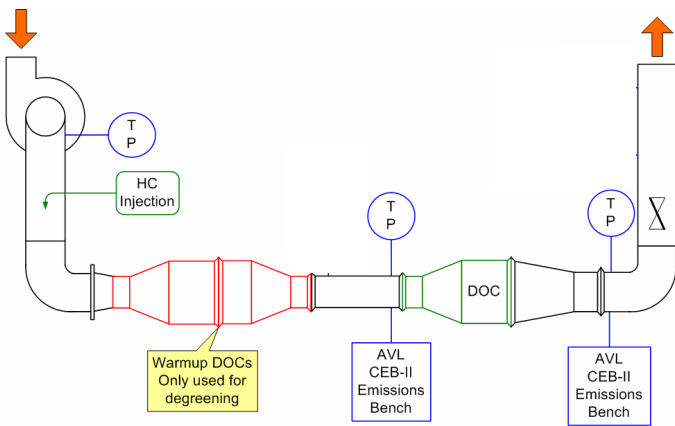 T
P
HC
Injection
T
P
T
P
DOC
Warmup DOCs
Only used for
degreening
AVL
CEB-II
Emissions
Bench
AVL
CEB-II
Emissions
Bench